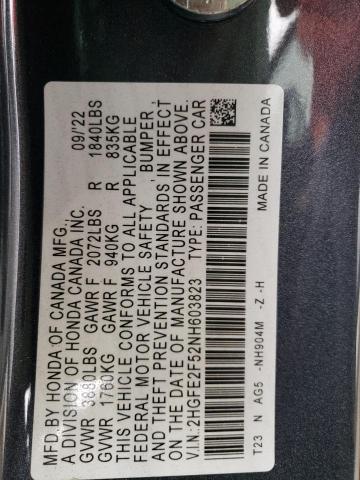 MFD. BY HONDA OF CANADA MFG., 09/'22
A DIVISION OF HONDA CANADA INC.
GVWR 3880LBS GAWR F 2072LBS R 1840LBS
GVWR 1760KG GAWR F 940KG R 835KG
THIS VEHICLE CONFORMS TO ALL APPLICABLE
FEDERAL MOTOR VEHICLE SAFETY, BUMPER,
AND THEFT PREVENTION STANDARDS IN EFFECT
ON THE DATE OF MANUFACTURE SHOWN ABOVE.
V.I.N.:2HGFE2F52NH603823 TYPE: PASSENGER CAR
T23 N AG5 -NH904M -Z -H MADE IN CANADA